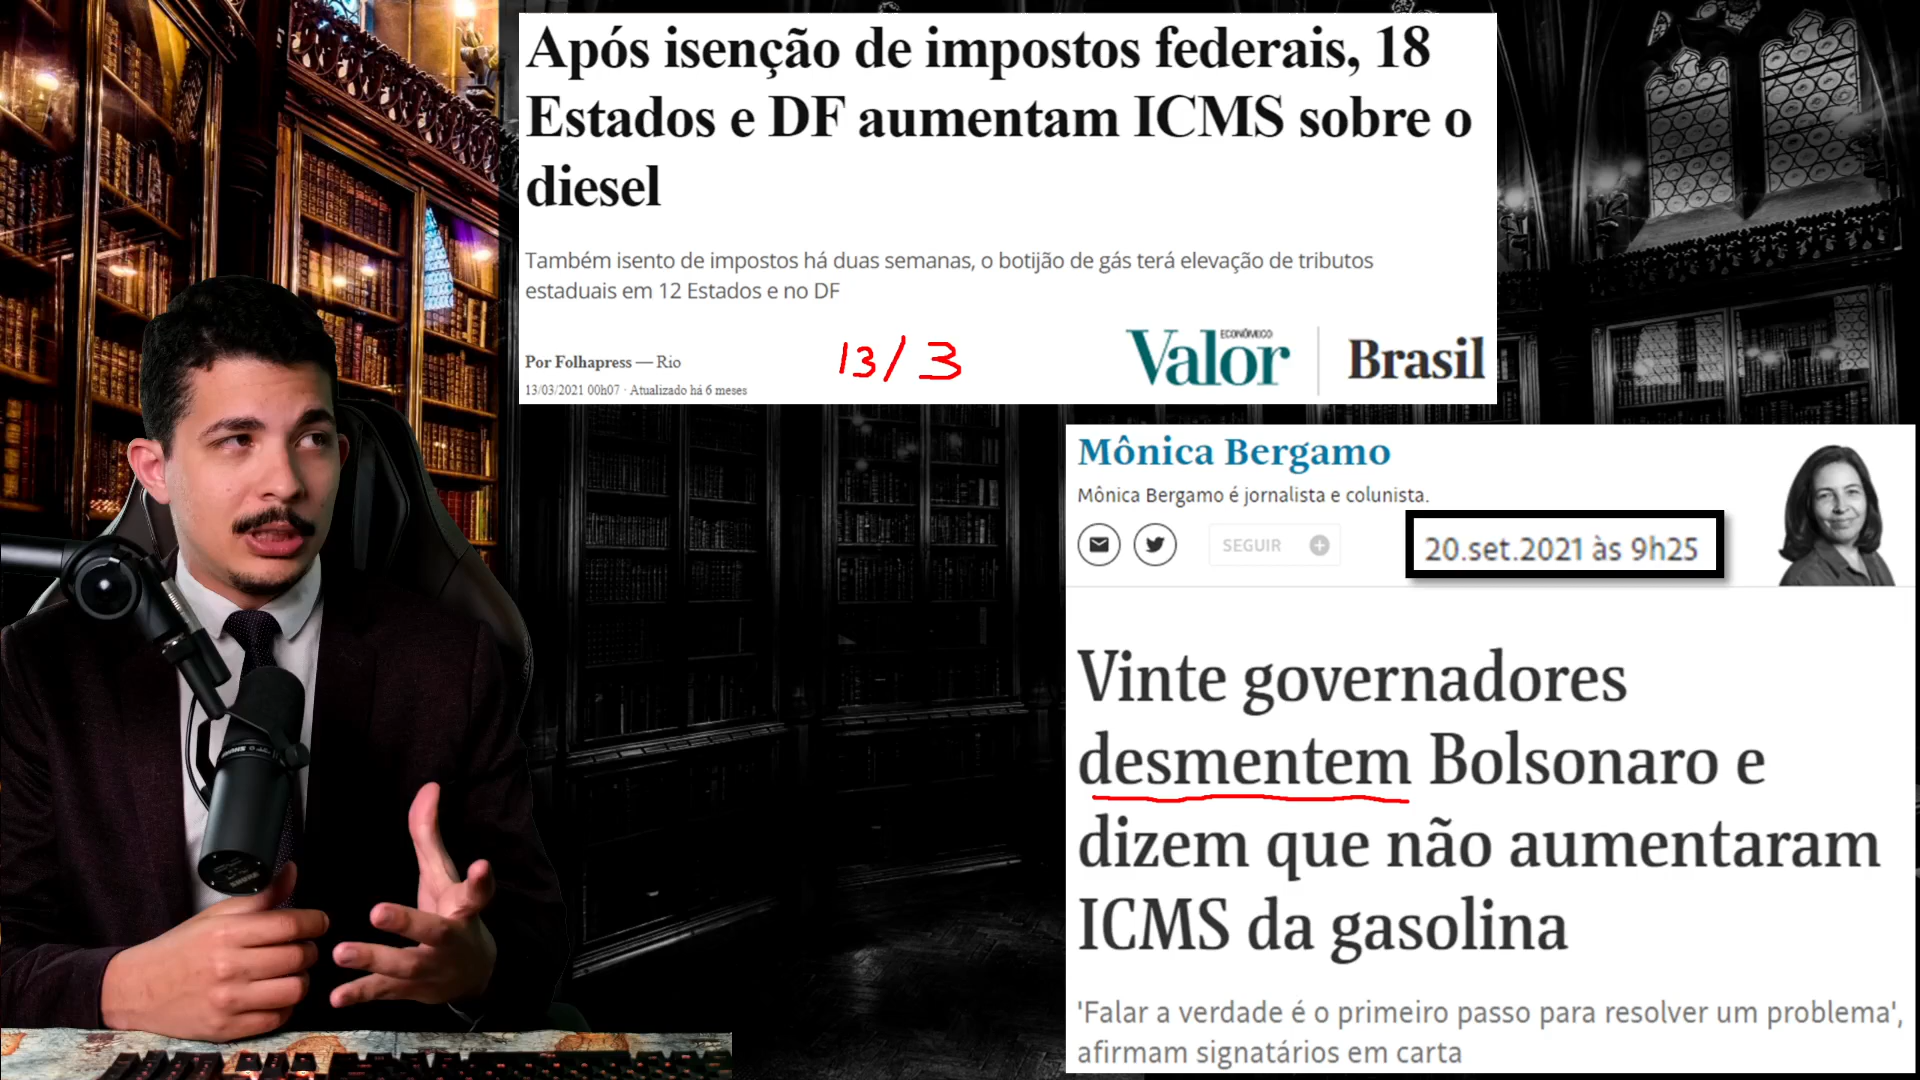 Após isenção de impostos federais, 18
Estados e DF aumentam ICMS sobre o
diesel
Também isento de impostos há duas semanas, o botijão de gás terá elevação de tributos
estaduais em 12 Estados e no DF
Por Folhapress — Rio
13/03/2021 00h07 · Atualizado há 6 meses
13/3
Valor ECONÔMICO
Brasil
Mônica Bergamo
Mônica Bergamo é jornalista e colunista.
SEGUIR
20.set.2021 às 9h25
Vinte governadores
desmentem Bolsonaro e
dizem que não aumentaram
ICMS da gasolina
'Falar a verdade é o primeiro passo para resolver um problema',
afirmam signatários em carta
SHURE